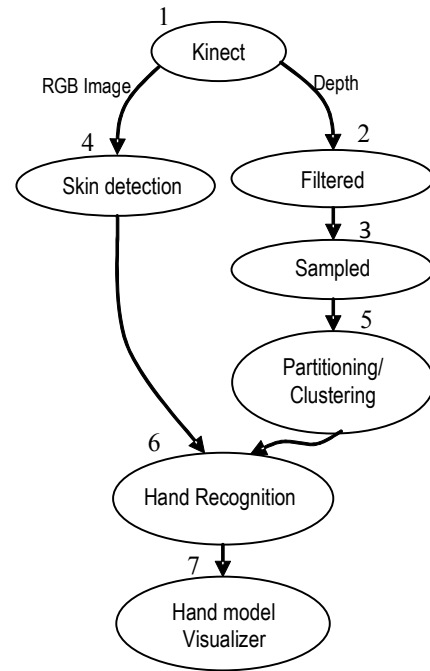 1
Kinect
RGB Image
Depth
4
2
Skin detection
Filtered
3
Sampled
5
Partitioning/
Clustering
6
Hand Recognition
7
Hand model
Visualizer